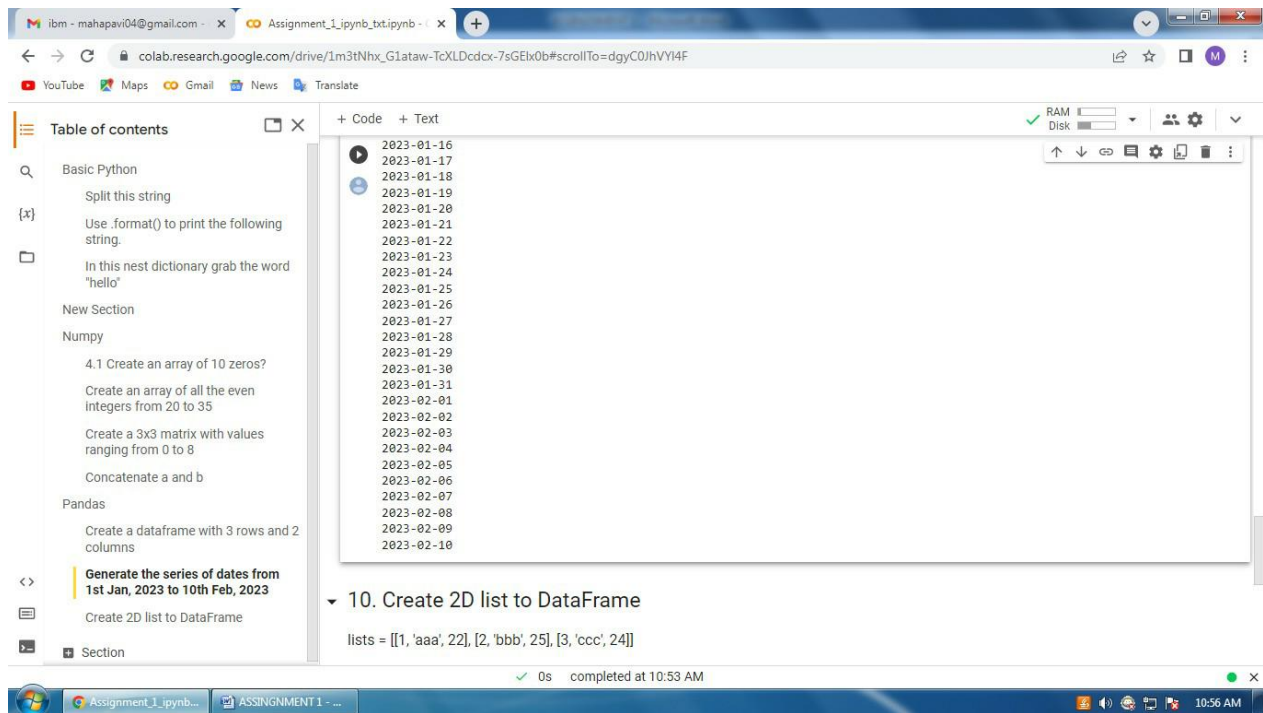 ibm - mahapavi04@gmail.com -
Assignment_1_ipynb_txt.ipynb -
colab.research.google.com/drive/1m3tNhx_G1ataw-TcXLDcdcx-7sGEIx0b#scrollTo=dgyC0JhVYl4F
M
YouTube Maps Gmail News Translate
Table of contents
+ Code + Text
RAM
Disk
Basic Python
Split this string
Use .format() to print the following
string.
In this nest dictionary grab the word
"hello"
New Section
Numpy
4.1 Create an array of 10 zeros?
Create an array of all the even
integers from 20 to 35
Create a 3x3 matrix with values
ranging from 0 to 8
Concatenate a and b
Pandas
Create a dataframe with 3 rows and 2
columns
Generate the series of dates from
1st Jan, 2023 to 10th Feb, 2023
Create 2D list to DataFrame
Section
{x}
<>
2023-01-16
2023-01-17
2023-01-18
2023-01-19
2023-01-20
2023-01-21
2023-01-22
2023-01-23
2023-01-24
2023-01-25
2023-01-26
2023-01-27
2023-01-28
2023-01-29
2023-01-30
2023-01-31
2023-02-01
2023-02-02
2023-02-03
2023-02-04
2023-02-05
2023-02-06
2023-02-07
2023-02-08
2023-02-09
2023-02-10
10. Create 2D list to DataFrame
lists = [[1, 'aaa', 22], [2, 'bbb', 25], [3, 'ccc', 24]]
0s completed at 10:53 AM
Assignment_1_ipynb...
ASSINGNMENT 1 - ...
10:56 AM